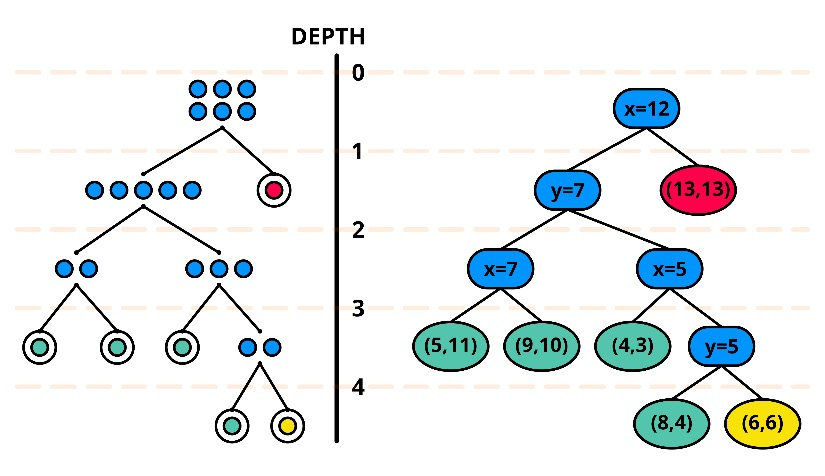 DEPTH
0
x=12
1
y=7
(13,13)
2
x=7
x=5
3
(5,11)
(9,10)
(4,3)
y=5
4
(8,4)
(6,6)